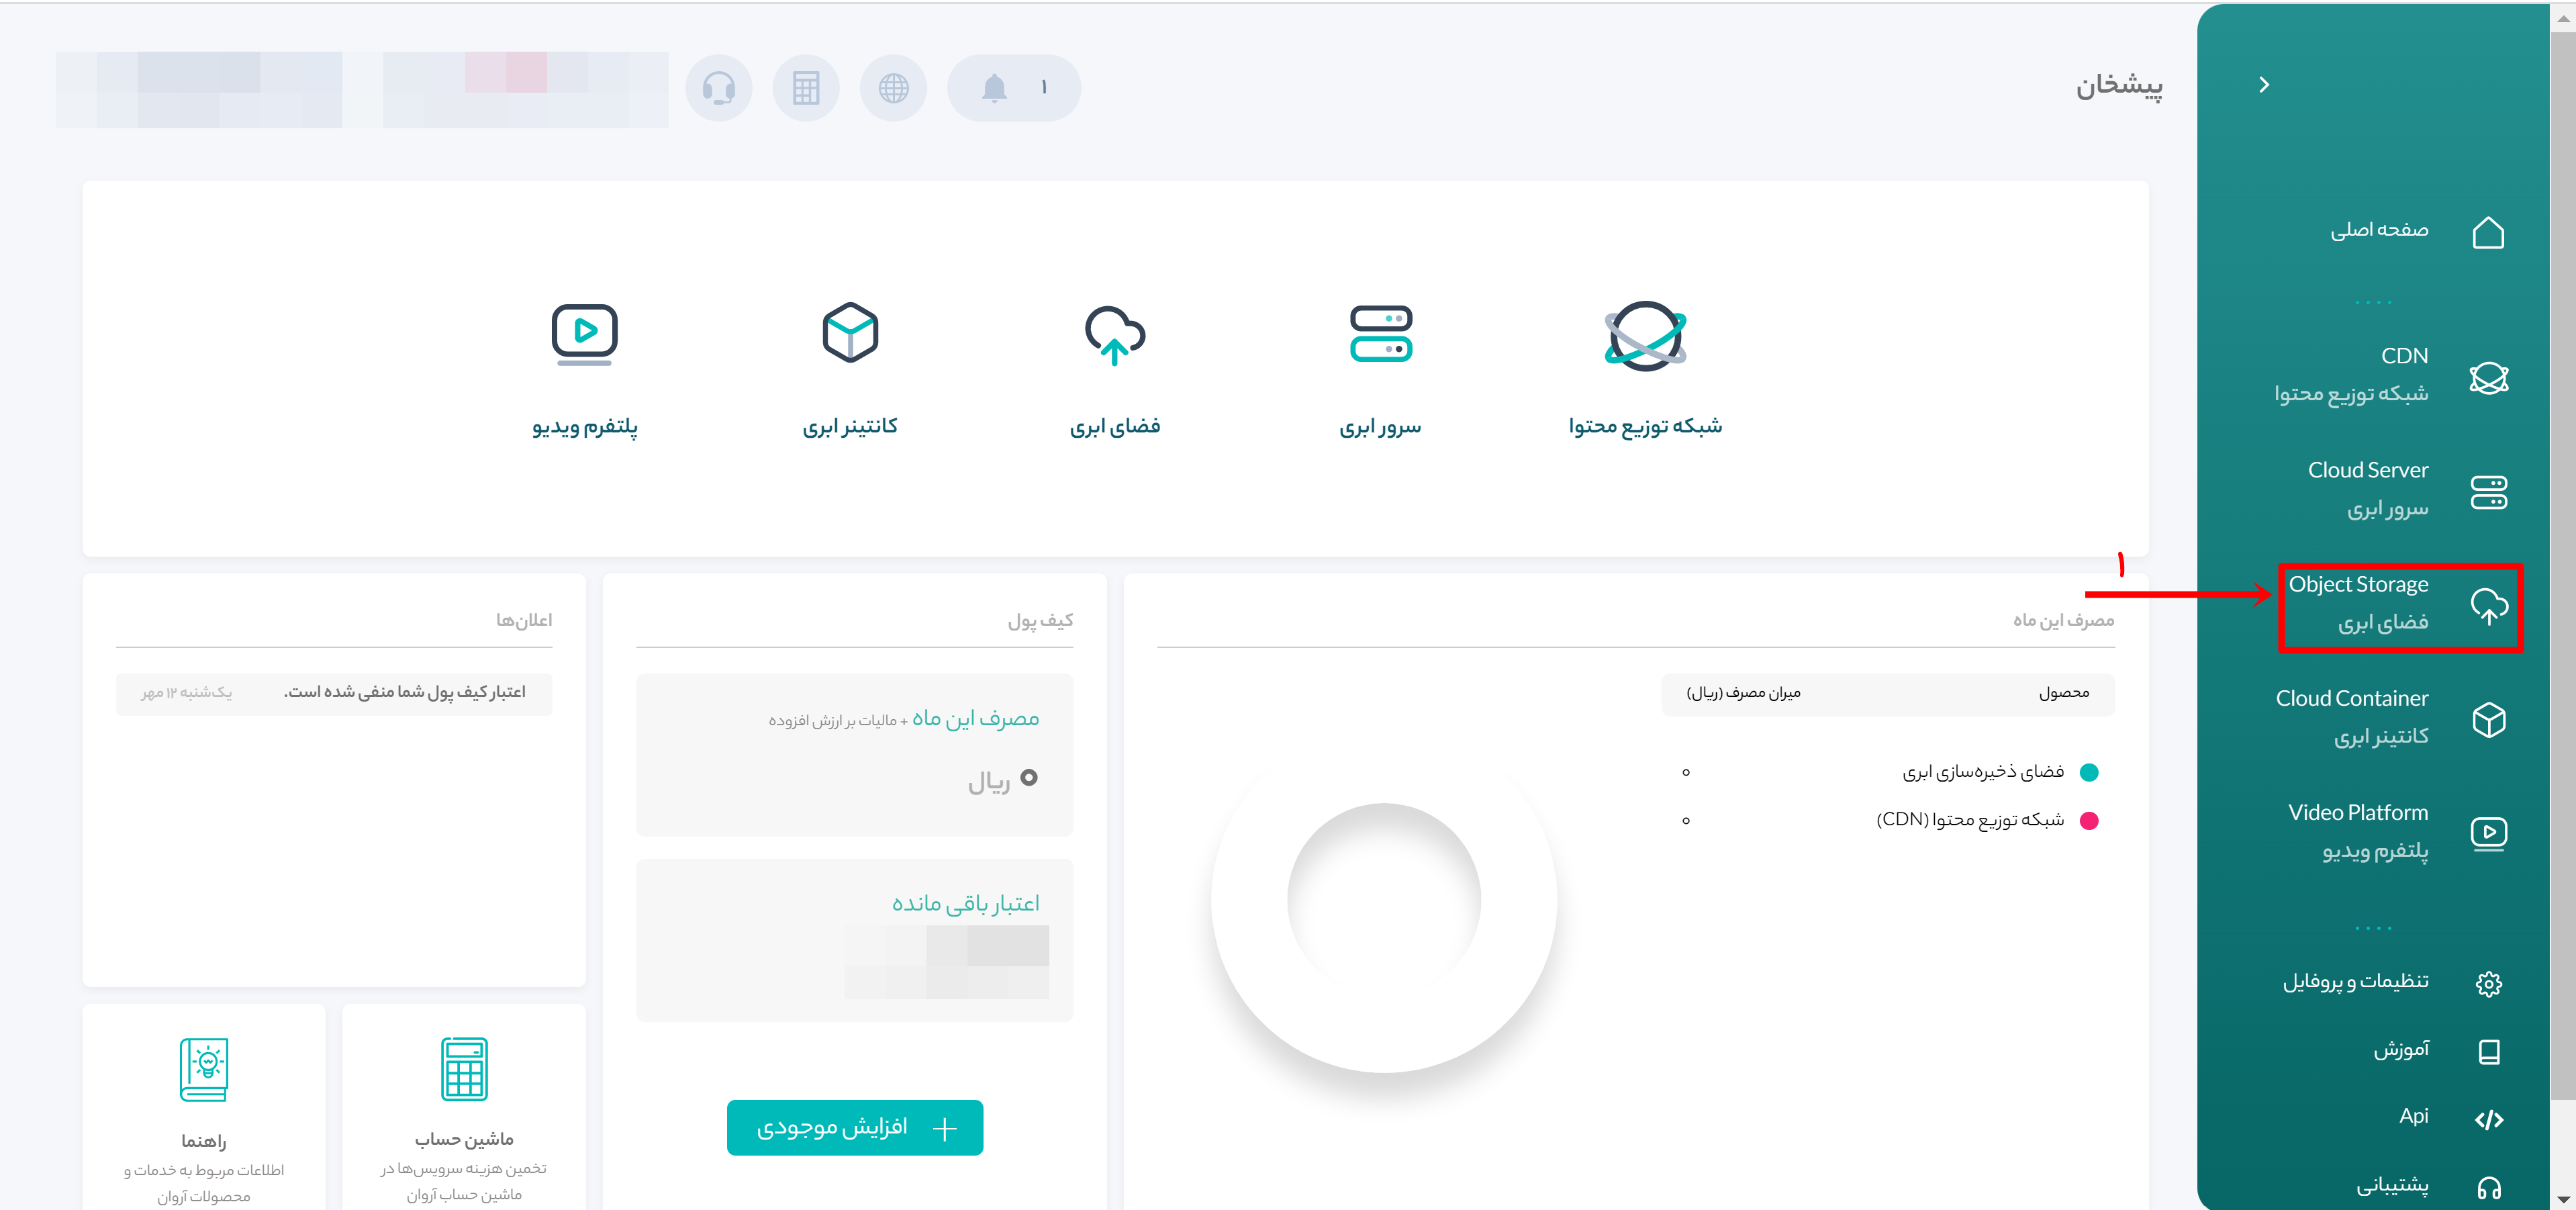 پیشخان
۱
صفحه اصلی
CDN
شبکه توزیع محتوا
Cloud Server
سرور ابری
Object Storage
فضای ابری
Cloud Container
کانتینر ابری
Video Platform
پلتفرم ویدیو
تنظیمات و پروفایل
آموزش
Api
پشتیبانی
شبکه توزیع محتوا
سرور ابری
فضای ابری
کانتینر ابری
پلتفرم ویدیو
۱
مصرف این ماه
محصول
میزان مصرف (ریال)
فضای ذخیره‌سازی ابری
۰
شبکه توزیع محتوا (CDN)
۰
کیف پول
مصرف این ماه + مالیات بر ارزش افزوده
۰ ریال
اعتبار باقی مانده
افزایش موجودی
اعلان‌ها
اعتبار کیف پول شما منفی شده است.
یک‌شنبه ۱۲ مهر
ماشین حساب
تخمین هزینه سرویس‌ها در
ماشین حساب آروان
راهنما
اطلاعات مربوط به خدمات و
محصولات آروان